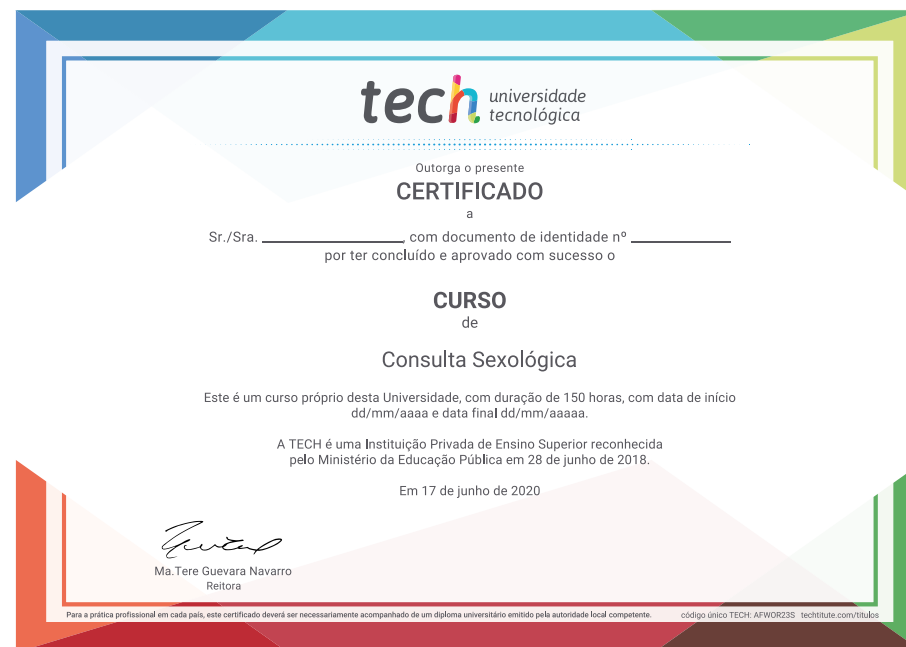 tech universidade
tecnológica
Outorga o presente
CERTIFICADO
a
Sr./Sra. ____________________, com documento de identidade nº ______________
por ter concluído e aprovado com sucesso o
CURSO
de
Consulta Sexológica
Este é um curso próprio desta Universidade, com duração de 150 horas, com data de início
dd/mm/aaaa e data final dd/mm/aaaaa.
A TECH é uma Instituição Privada de Ensino Superior reconhecida
pelo Ministério da Educação Pública em 28 de junho de 2018.
Em 17 de junho de 2020
Ma.Tere Guevara Navarro
Reitora
Para a prática profissional em cada país, este certificado deverá ser necessariamente acompanhado de um diploma universitário emitido pela autoridade local competente. código único TECH: AFWOR23S techtitute.com/titulos